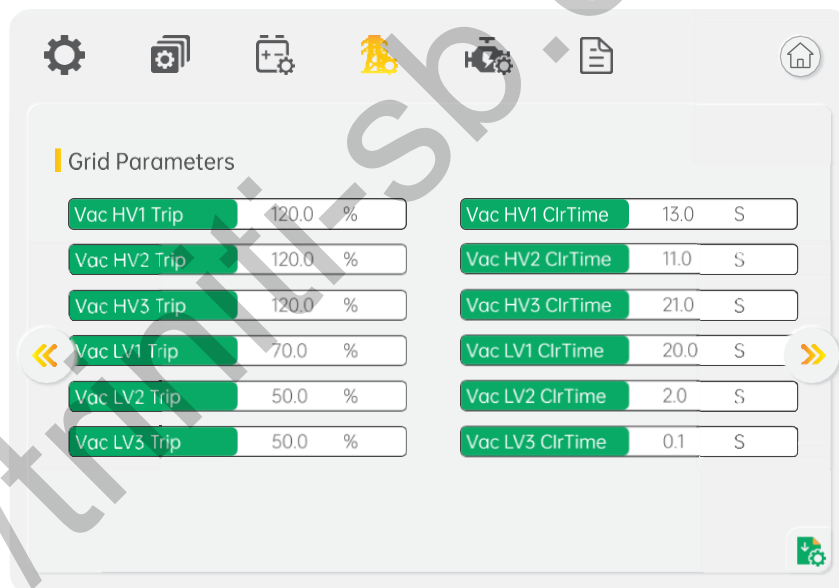 Grid Parameters
Vac HV1 Trip 120.0 % Vac HV1 ClrTime 13.0 S
Vac HV2 Trip 120.0 % Vac HV2 ClrTime 11.0 S
Vac HV3 Trip 120.0 % Vac HV3 ClrTime 21.0 S
Vac LV1 Trip 70.0 % Vac LV1 ClrTime 20.0 S
Vac LV2 Trip 50.0 % Vac LV2 ClrTime 2.0 S
Vac LV3 Trip 50.0 % Vac LV3 ClrTime 0.1 S
/triniti-sb.